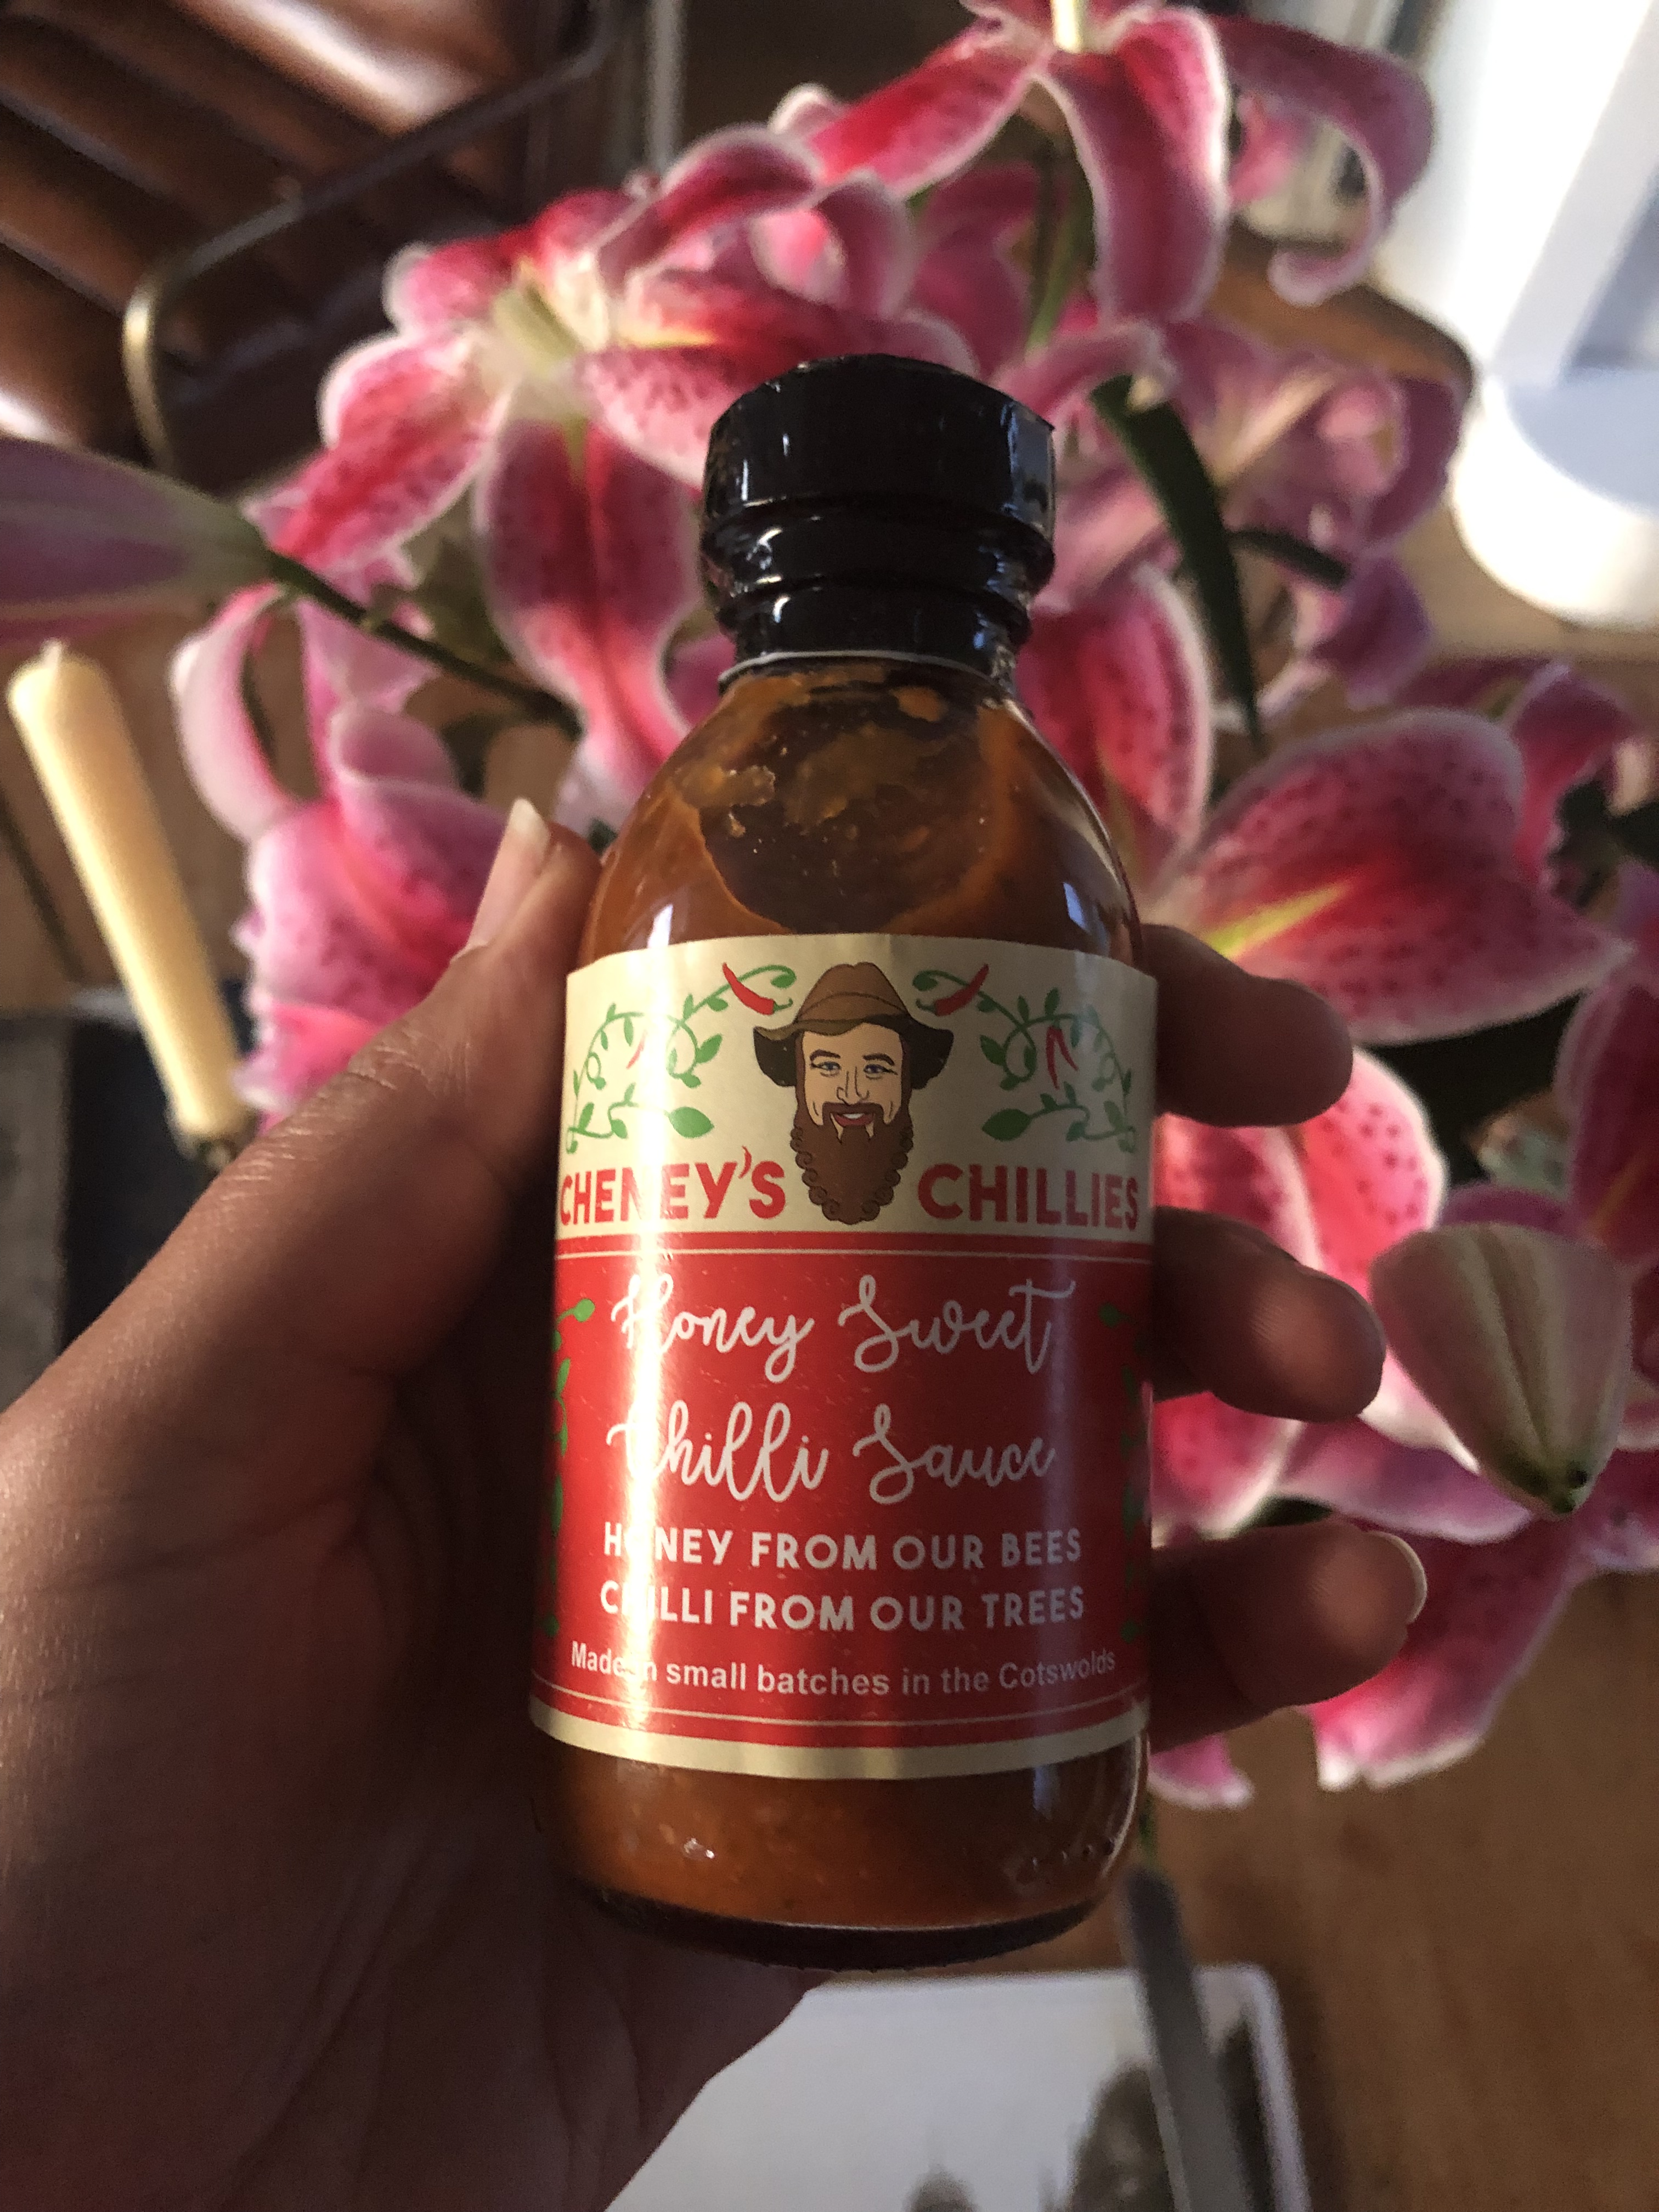 CHENEY'S CHILLIES
Honey Sweet
Chilli Sauce
HONEY FROM OUR BEES
CHILLI FROM OUR TREES
Made in small batches in the Cotswolds